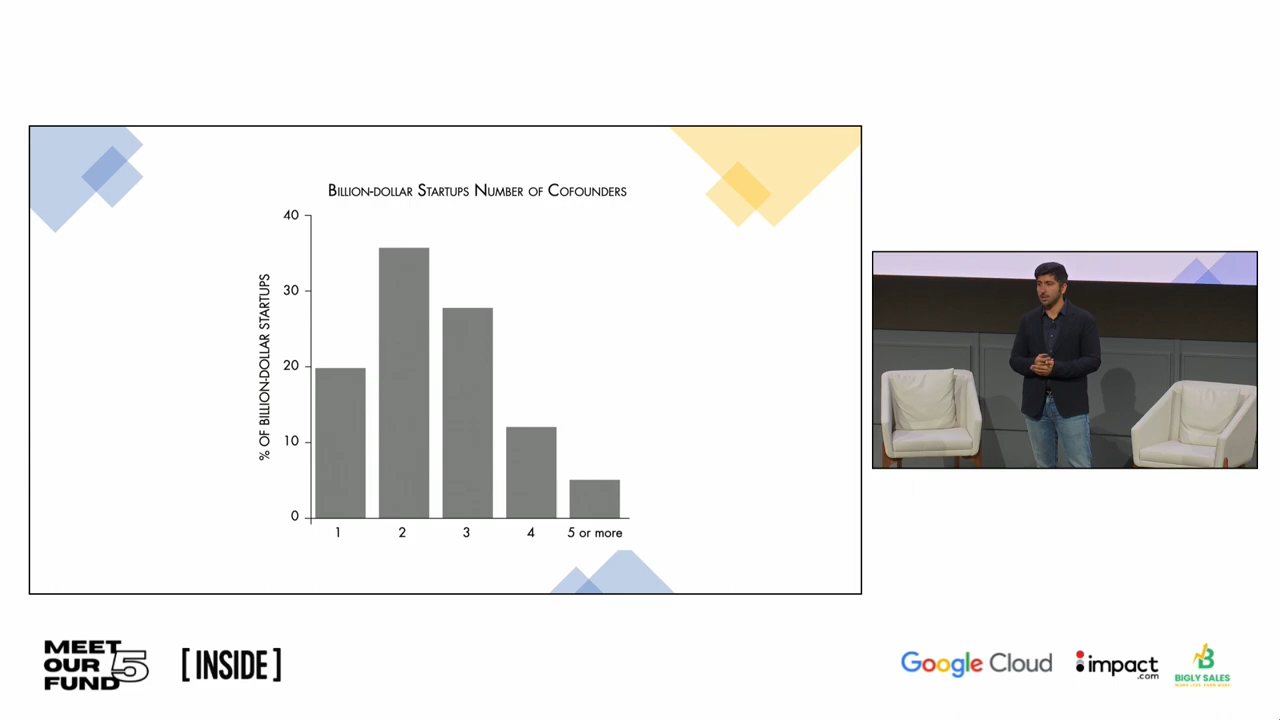 BILLION-DOLLAR STARTUPS NUMBER OF COFOUNDERS
% OF BILLION-DOLLAR STARTUPS
40
30
20
10
0
1 2 3 4 5 or more
MEET
OUR
FUND 5
[INSIDE]
Google Cloud
impact
.com
B
BIGLY SALES